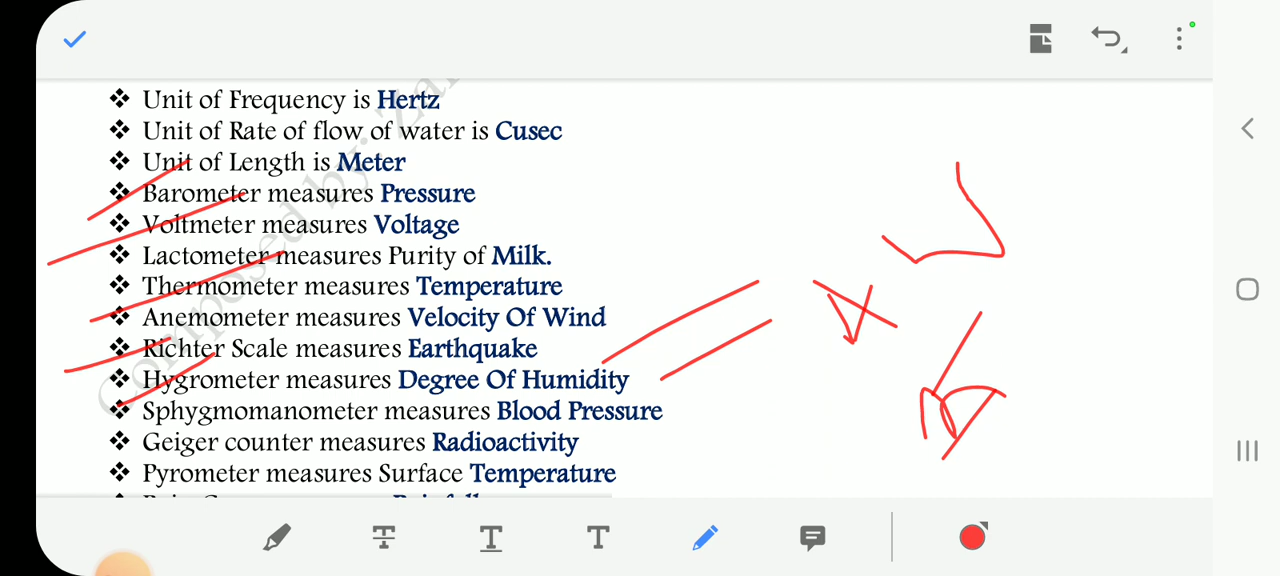 ❖ Unit of Frequency is Hertz
❖ Unit of Rate of flow of water is Cusec
❖ Unit of Length is Meter
❖ Barometer measures Pressure
❖ Voltmeter measures Voltage
❖ Lactometer measures Purity of Milk.
❖ Thermometer measures Temperature
❖ Anemometer measures Velocity Of Wind
❖ Richter Scale measures Earthquake
❖ Hygrometer measures Degree Of Humidity
❖ Sphygmomanometer measures Blood Pressure
❖ Geiger counter measures Radioactivity
❖ Pyrometer measures Surface Temperature
Composed by:
T T T